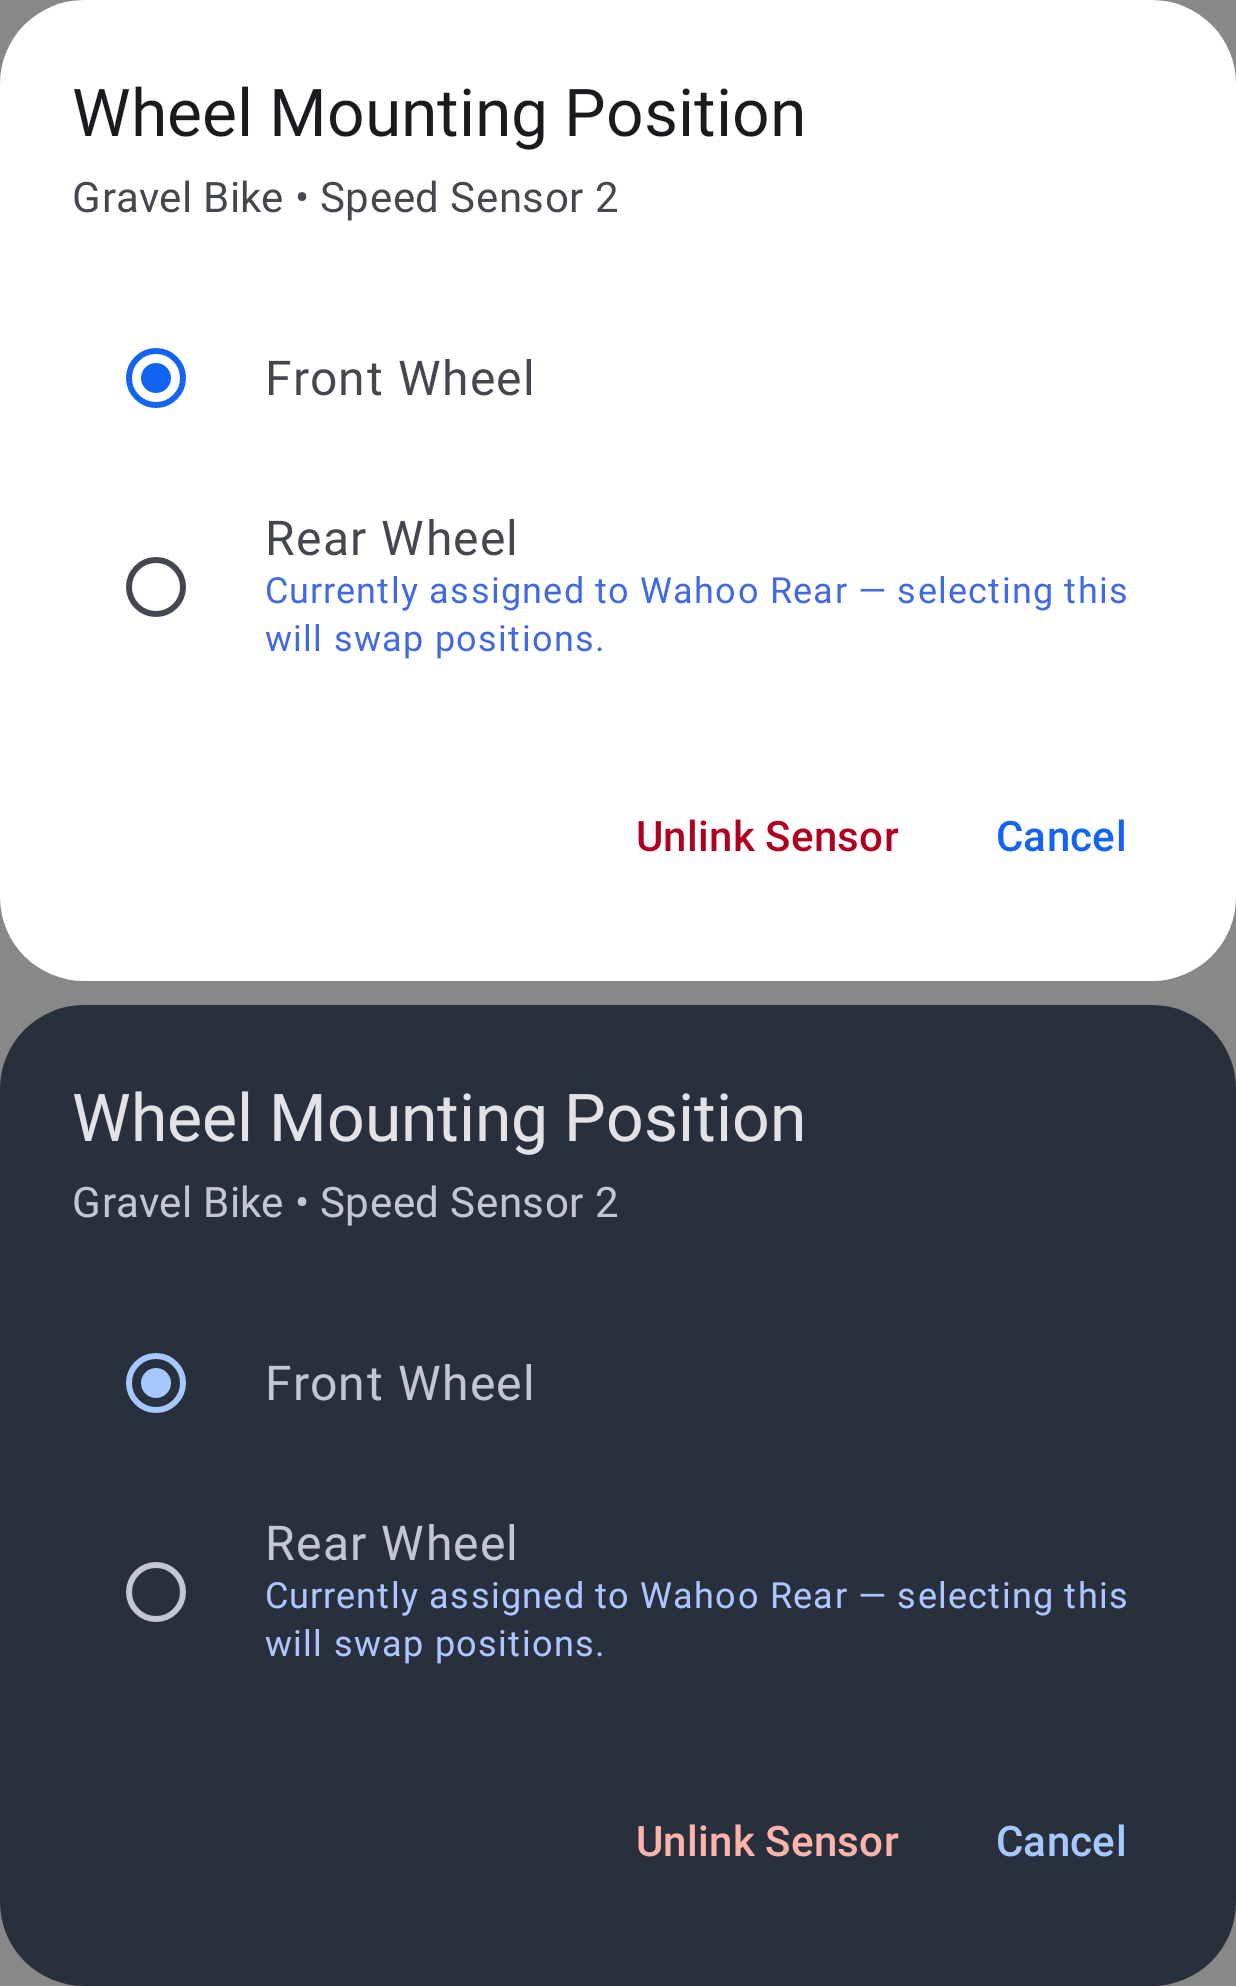 Wheel Mounting Position
Gravel Bike • Speed Sensor 2
Front Wheel
Rear Wheel
Currently assigned to Wahoo Rear — selecting this
will swap positions.
Unlink Sensor Cancel
Wheel Mounting Position
Gravel Bike • Speed Sensor 2
Front Wheel
Rear Wheel
Currently assigned to Wahoo Rear — selecting this
will swap positions.
Unlink Sensor Cancel